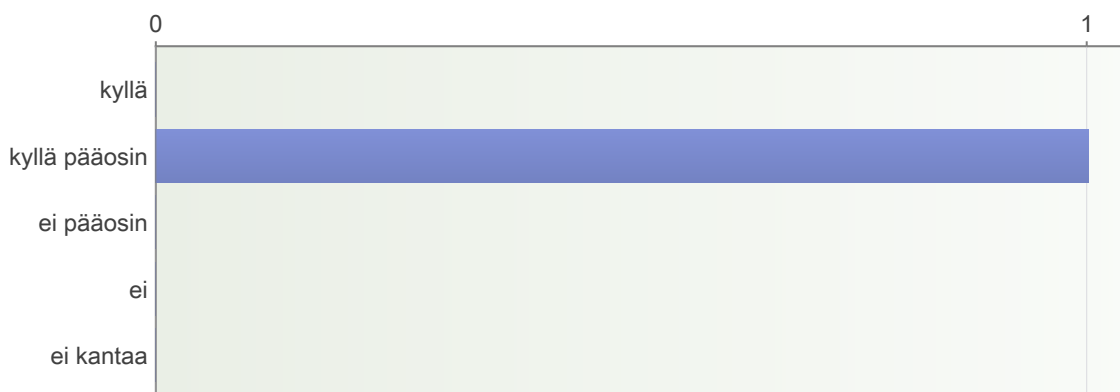 0 1
kyllä
kyllä pääosin
ei pääosin
ei
ei kantaa